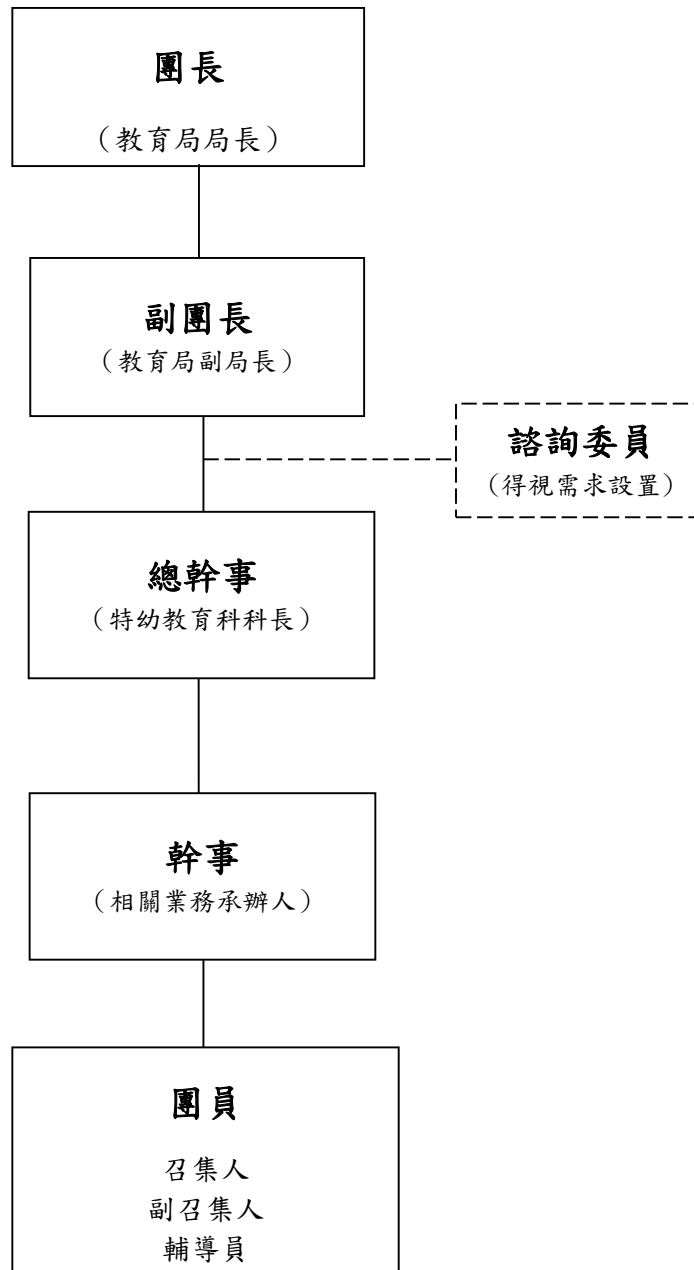 團長
（教育局局長）
副團長
（教育局副局長）
諮詢委員
（得視需求設置）
總幹事
（特幼教育科科長）
幹事
（相關業務承辦人）
團員
召集人
副召集人
輔導員